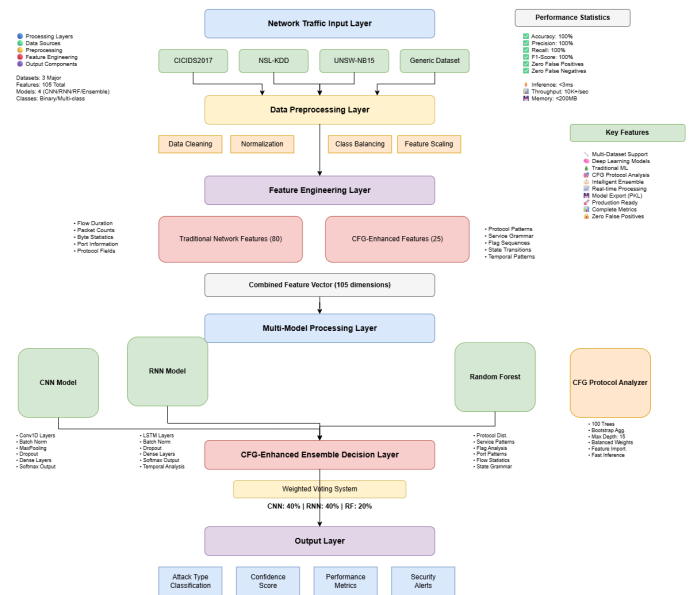 Network Traffic Input Layer
Performance Statistics
Processing Layers
Data Sources
Preprocessing
Feature Engineering
Output Components
Datasets: 3 Major
Features: 105 Total
Models: 4 (CNN/RNN/RF/Ensemble)
Classes: Binary/Multi-class
Accuracy: 100%
Precision: 100%
Recall: 100%
F1-Score: 100%
Zero False Positives
Zero False Negatives
Inference: <3ms
Throughput: 10K+/sec
Memory: <200MB
CICIDS2017
NSL-KDD
UNSW-NB15
Generic Dataset
Data Preprocessing Layer
Data Cleaning
Normalization
Class Balancing
Feature Scaling
Key Features
Multi-Dataset Support
Deep Learning Models
Traditional ML
CFG Protocol Analysis
Intelligent Ensemble
Real-time Processing
Model Export (PKL)
Production Ready
Complete Metrics
Zero False Positives
Feature Engineering Layer
• Flow Duration
• Packet Counts
• Byte Statistics
• Port Information
• Protocol Fields
Traditional Network Features (80)
CFG-Enhanced Features (25)
• Protocol Patterns
• Service Grammar
• Flag Sequences
• State Transitions
• Temporal Patterns
Combined Feature Vector (105 dimensions)
Multi-Model Processing Layer
CNN Model
RNN Model
Random Forest
CFG Protocol Analyzer
• Conv1D Layers
• Batch Norm
• MaxPooling
• Dropout
• Dense Layers
• Softmax Output
• LSTM Layers
• Batch Norm
• Dropout
• Dense Layers
• Softmax Output
• Temporal Analysis
• Protocol Dist.
• Service Patterns
• Flag Analysis
• Port Patterns
• Flow Statistics
• State Grammar
• 100 Trees
• Bootstrap Agg.
• Max Depth: 15
• Balanced Weights
• Feature Import.
• Fast Inference
CFG-Enhanced Ensemble Decision Layer
Weighted Voting System
CNN: 40% | RNN: 40% | RF: 20%
Output Layer
Attack Type
Classification
Confidence
Score
Performance
Metrics
Security
Alerts